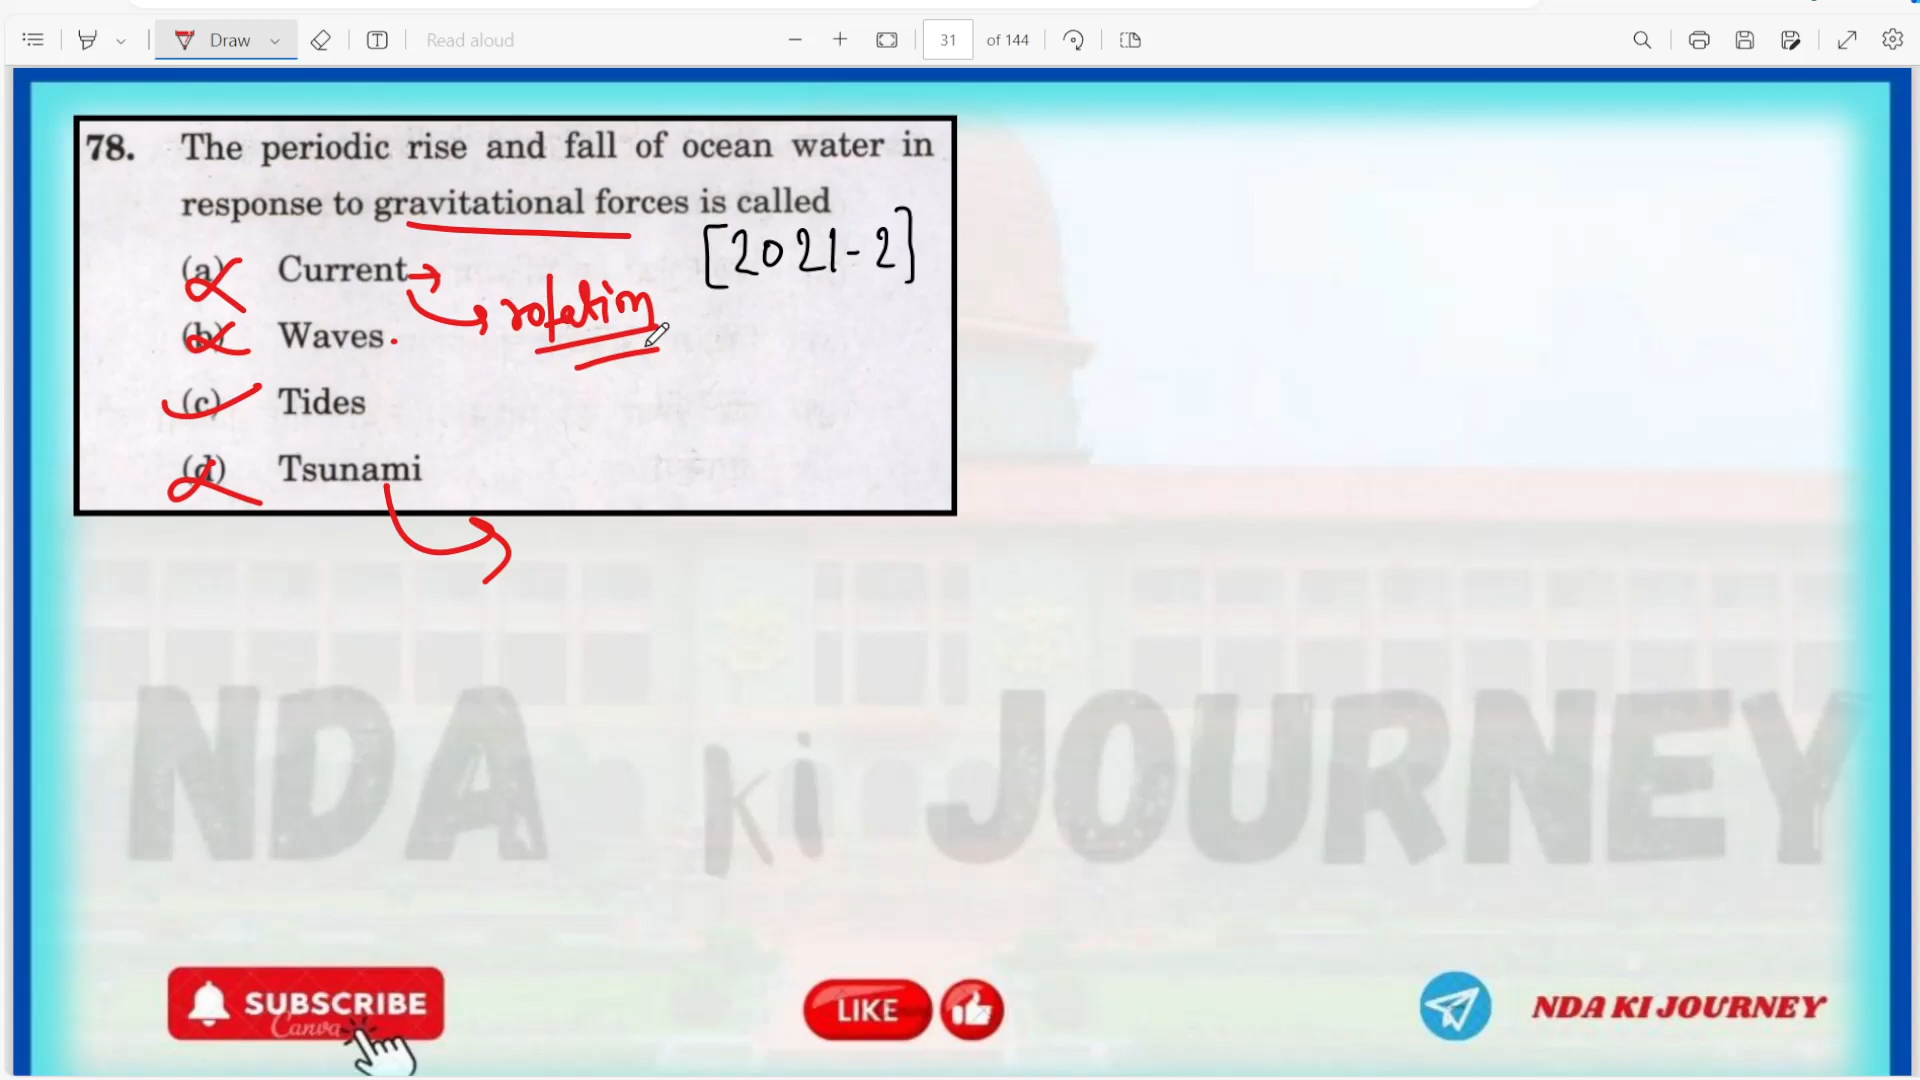 Draw
Read aloud
31 of 144
78. The periodic rise and fall of ocean water in
response to gravitational forces is called
[2021-2]
(a) Current
rotation
(b) Waves
(c) Tides
(d) Tsunami
NDA ki JOURNEY
SUBSCRIBE
Canva
LIKE
NDA KI JOURNEY